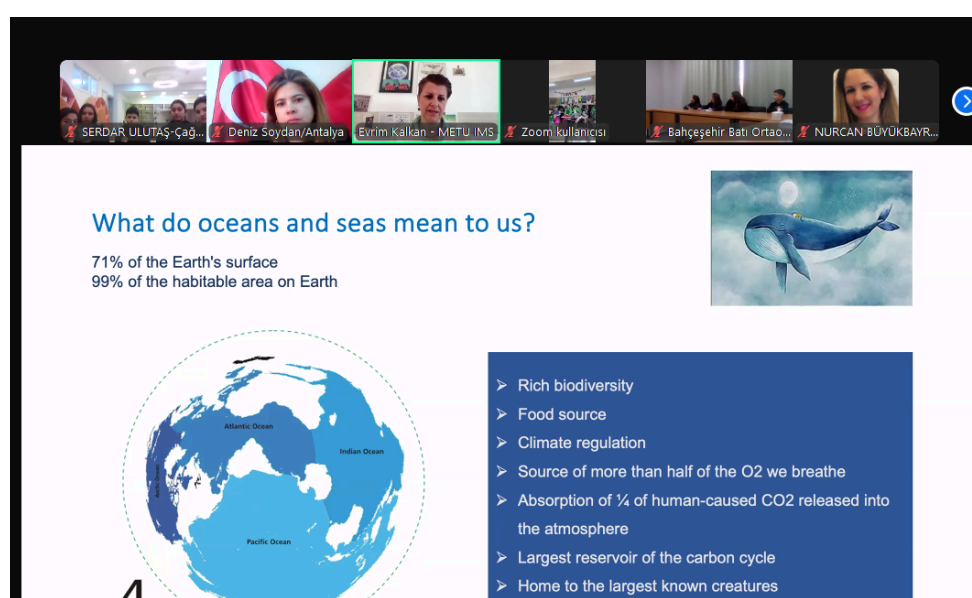 SERDAR ULUTAŞ-Çağ...
Deniz Soydan/Antalya
Evrim Kalkan - METU IMS
Zoom kullanıcısı
Bahçeşehir Batı Ortao...
NURCAN BÜYÜKBAYR...
What do oceans and seas mean to us?
71% of the Earth's surface
99% of the habitable area on Earth
Atlantic Ocean
Indian Ocean
Arctic Ocean
Pacific Ocean
4
➢ Rich biodiversity
➢ Food source
➢ Climate regulation
➢ Source of more than half of the O2 we breathe
➢ Absorption of ¼ of human-caused CO2 released into
the atmosphere
➢ Largest reservoir of the carbon cycle
➢ Home to the largest known creatures